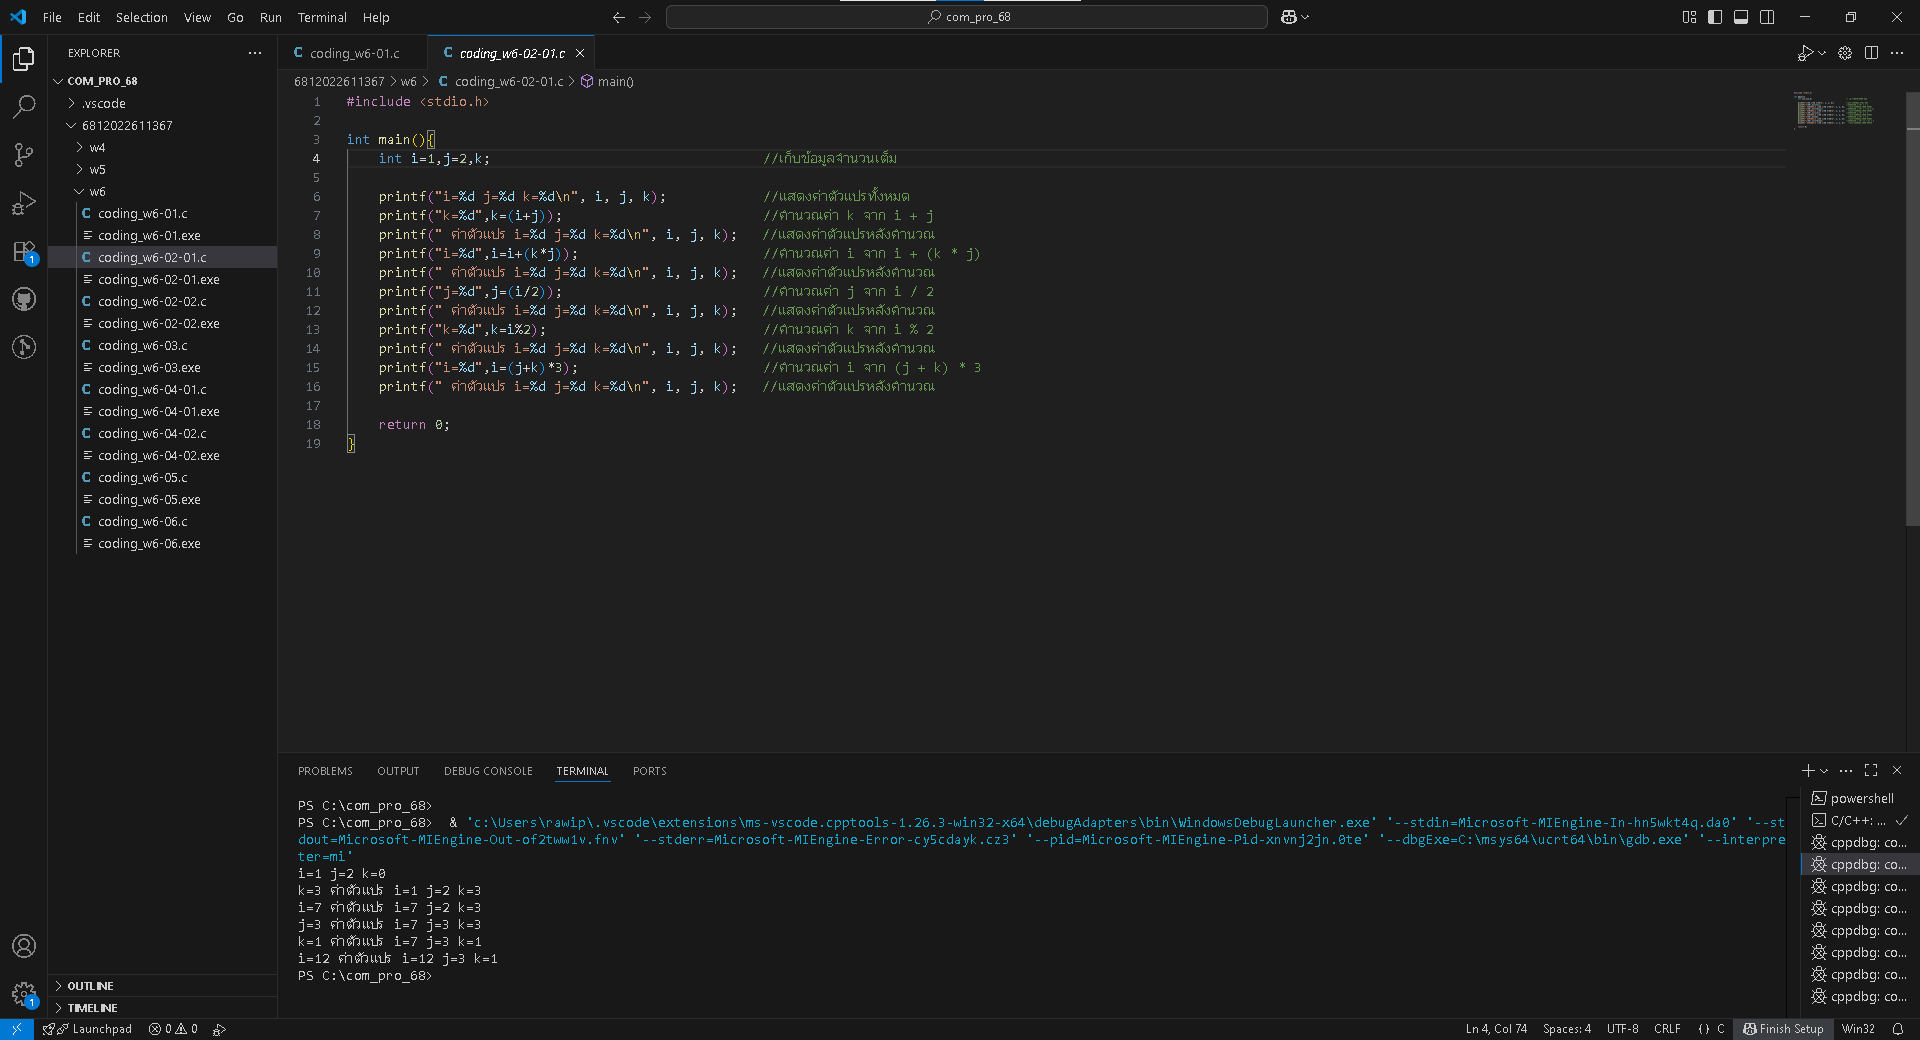 File Edit Selection View Go Run Terminal Help
com_pro_68
EXPLORER
COM_PRO_68
.vscode
6812022611367
w4
w5
w6
coding_w6-01.c
coding_w6-01.exe
coding_w6-02-01.c
coding_w6-02-01.exe
coding_w6-02-02.c
coding_w6-02-02.exe
coding_w6-03.c
coding_w6-03.exe
coding_w6-04-01.c
coding_w6-04-01.exe
coding_w6-04-02.c
coding_w6-04-02.exe
coding_w6-05.c
coding_w6-05.exe
coding_w6-06.c
coding_w6-06.exe
OUTLINE
TIMELINE
C coding_w6-01.c
C coding_w6-02-01.c
6812022611367 > w6 > C coding_w6-02-01.c > main()
1 #include <stdio.h>
2
3 int main(){
4 int i=1,j=2,k; //เก็บข้อมูลจำนวนเต็ม
5
6 printf("i=%d j=%d k=%d\n", i, j, k); //แสดงค่าตัวแปรทั้งหมด
7 printf("k=%d",k=(i+j)); //คำนวณค่า k จาก i + j
8 printf(" ค่าตัวแปร i=%d j=%d k=%d\n", i, j, k); //แสดงค่าตัวแปรหลังคำนวณ
9 printf("i=%d",i=i+(k*j)); //คำนวณค่า i จาก i + (k * j)
10 printf(" ค่าตัวแปร i=%d j=%d k=%d\n", i, j, k); //แสดงค่าตัวแปรหลังคำนวณ
11 printf("j=%d",j=(i/2)); //คำนวณค่า j จาก i / 2
12 printf(" ค่าตัวแปร i=%d j=%d k=%d\n", i, j, k); //แสดงค่าตัวแปรหลังคำนวณ
13 printf("k=%d",k=i%2); //คำนวณค่า k จาก i % 2
14 printf(" ค่าตัวแปร i=%d j=%d k=%d\n", i, j, k); //แสดงค่าตัวแปรหลังคำนวณ
15 printf("i=%d",i=(j+k)*3); //คำนวณค่า i จาก (j + k) * 3
16 printf(" ค่าตัวแปร i=%d j=%d k=%d\n", i, j, k); //แสดงค่าตัวแปรหลังคำนวณ
17
18 return 0;
19 }
PROBLEMS OUTPUT DEBUG CONSOLE TERMINAL PORTS
PS C:\com_pro_68>
PS C:\com_pro_68> & 'c:\Users\rawip\.vscode\extensions\ms-vscode.cpptools-1.26.3-win32-x64\debugAdapters\bin\WindowsDebugLauncher.exe' '--stdin=Microsoft-MIEngine-In-hn5wkt4q.da0' '--st
dout=Microsoft-MIEngine-Out-of2tww1v.fnv' '--stderr=Microsoft-MIEngine-Error-cy5cdayk.cz3' '--pid=Microsoft-MIEngine-Pid-xnvnj2jn.0te' '--dbgExe=C:\msys64\ucrt64\bin\gdb.exe' '--interpre
ter=mi'
i=1 j=2 k=0
k=3 ค่าตัวแปร i=1 j=2 k=3
i=7 ค่าตัวแปร i=7 j=2 k=3
j=3 ค่าตัวแปร i=7 j=3 k=3
k=1 ค่าตัวแปร i=7 j=3 k=1
i=12 ค่าตัวแปร i=12 j=3 k=1
PS C:\com_pro_68>
powershell
C/C++: ...
cppdbg: co...
cppdbg: co...
cppdbg: co...
cppdbg: co...
cppdbg: co...
cppdbg: co...
cppdbg: co...
cppdbg: co...
Launchpad 0 0 Ln 4, Col 74 Spaces: 4 UTF-8 CRLF {} C Finish Setup Win32